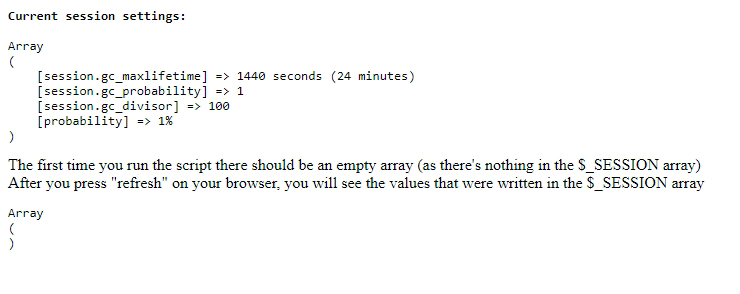 Current session settings:
Array
(
[session.gc_maxlifetime] => 1440 seconds (24 minutes)
[session.gc_probability] => 1
[session.gc_divisor] => 100
[probability] => 1%
)
The first time you run the script there should be an empty array (as there's nothing in the $_SESSION array)
After you press "refresh" on your browser, you will see the values that were written in the $_SESSION array
Array
(
)